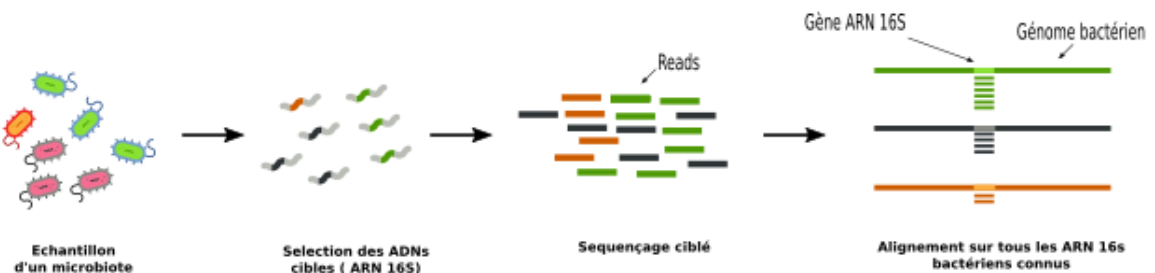 Gène ARN 16S
Génome bactérien
Reads
Echantillon
d'un microbiote
Selection des ADNs
cibles ( ARN 16S)
Sequençage ciblé
Alignement sur tous les ARN 16s
bactériens connus